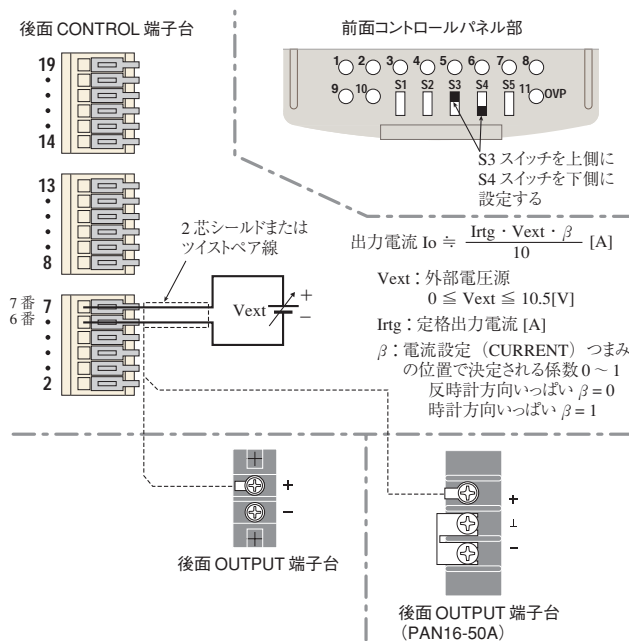 後面 CONTROL 端子台
19
14
13
8
7番
6番
7
2
2 芯シールドまたは
ツイストペア線
Vext
+
−
前面コントロールパネル部
1 2 3 4 5 6 7 8
9 10 S1 S2 S3 S4 S5 11 OVP
S3 スイッチを上側に
S4 スイッチを下側に
設定する
出力電流 Io ≒ Irtg・Vext・β / 10 [A]
Vext：外部電圧源
0 ≦ Vext ≦ 10.5[V]
Irtg：定格出力電流 [A]
β：電流設定（CURRENT）つまみ
の位置で決定される係数 0 ～ 1
反時計方向いっぱい β = 0
時計方向いっぱい β = 1
+
−
後面 OUTPUT 端子台
+
⊥
−
後面 OUTPUT 端子台
(PAN16-50A)